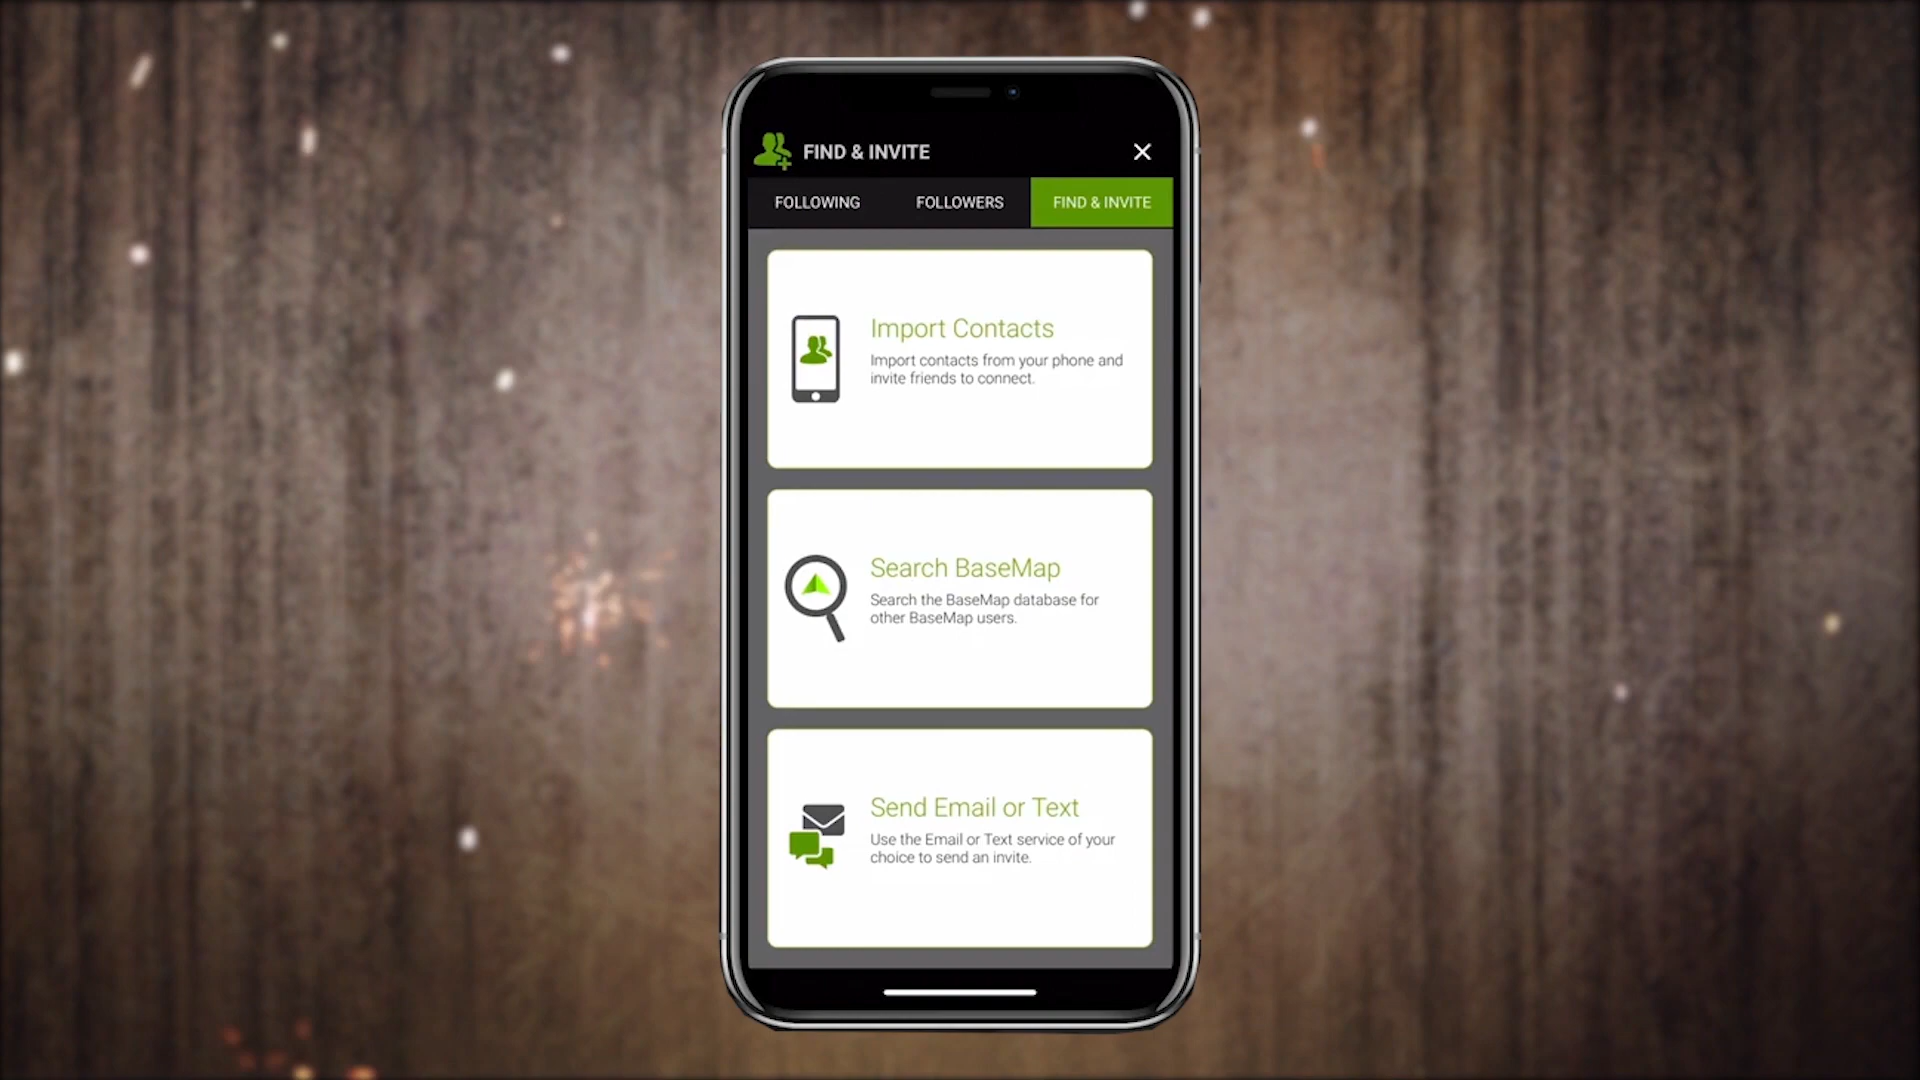 FIND & INVITE
FOLLOWING FOLLOWERS FIND & INVITE
Import Contacts
Import contacts from your phone and
invite friends to connect.
Search BaseMap
Search the BaseMap database for
other BaseMap users.
Send Email or Text
Use the Email or Text service of your
choice to send an invite.